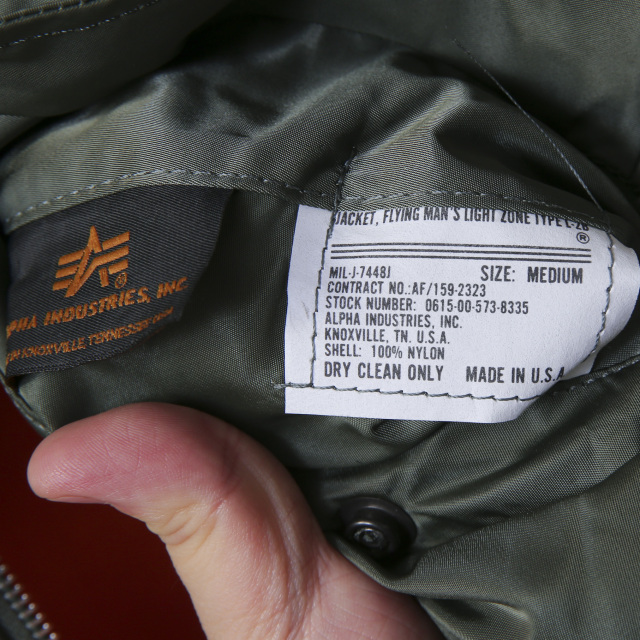 ALPHA INDUSTRIES, INC.
KNOXVILLE TENNESSEE
JACKET, FLYING MAN'S LIGHT ZONE TYPE L-2B
®
MIL-J-7448J SIZE: MEDIUM
CONTRACT NO.:AF/159-2323
STOCK NUMBER: 0615-00-573-8335
ALPHA INDUSTRIES, INC.
KNOXVILLE, TN. U.S.A.
SHELL: 100% NYLON
DRY CLEAN ONLY MADE IN U.S.A.